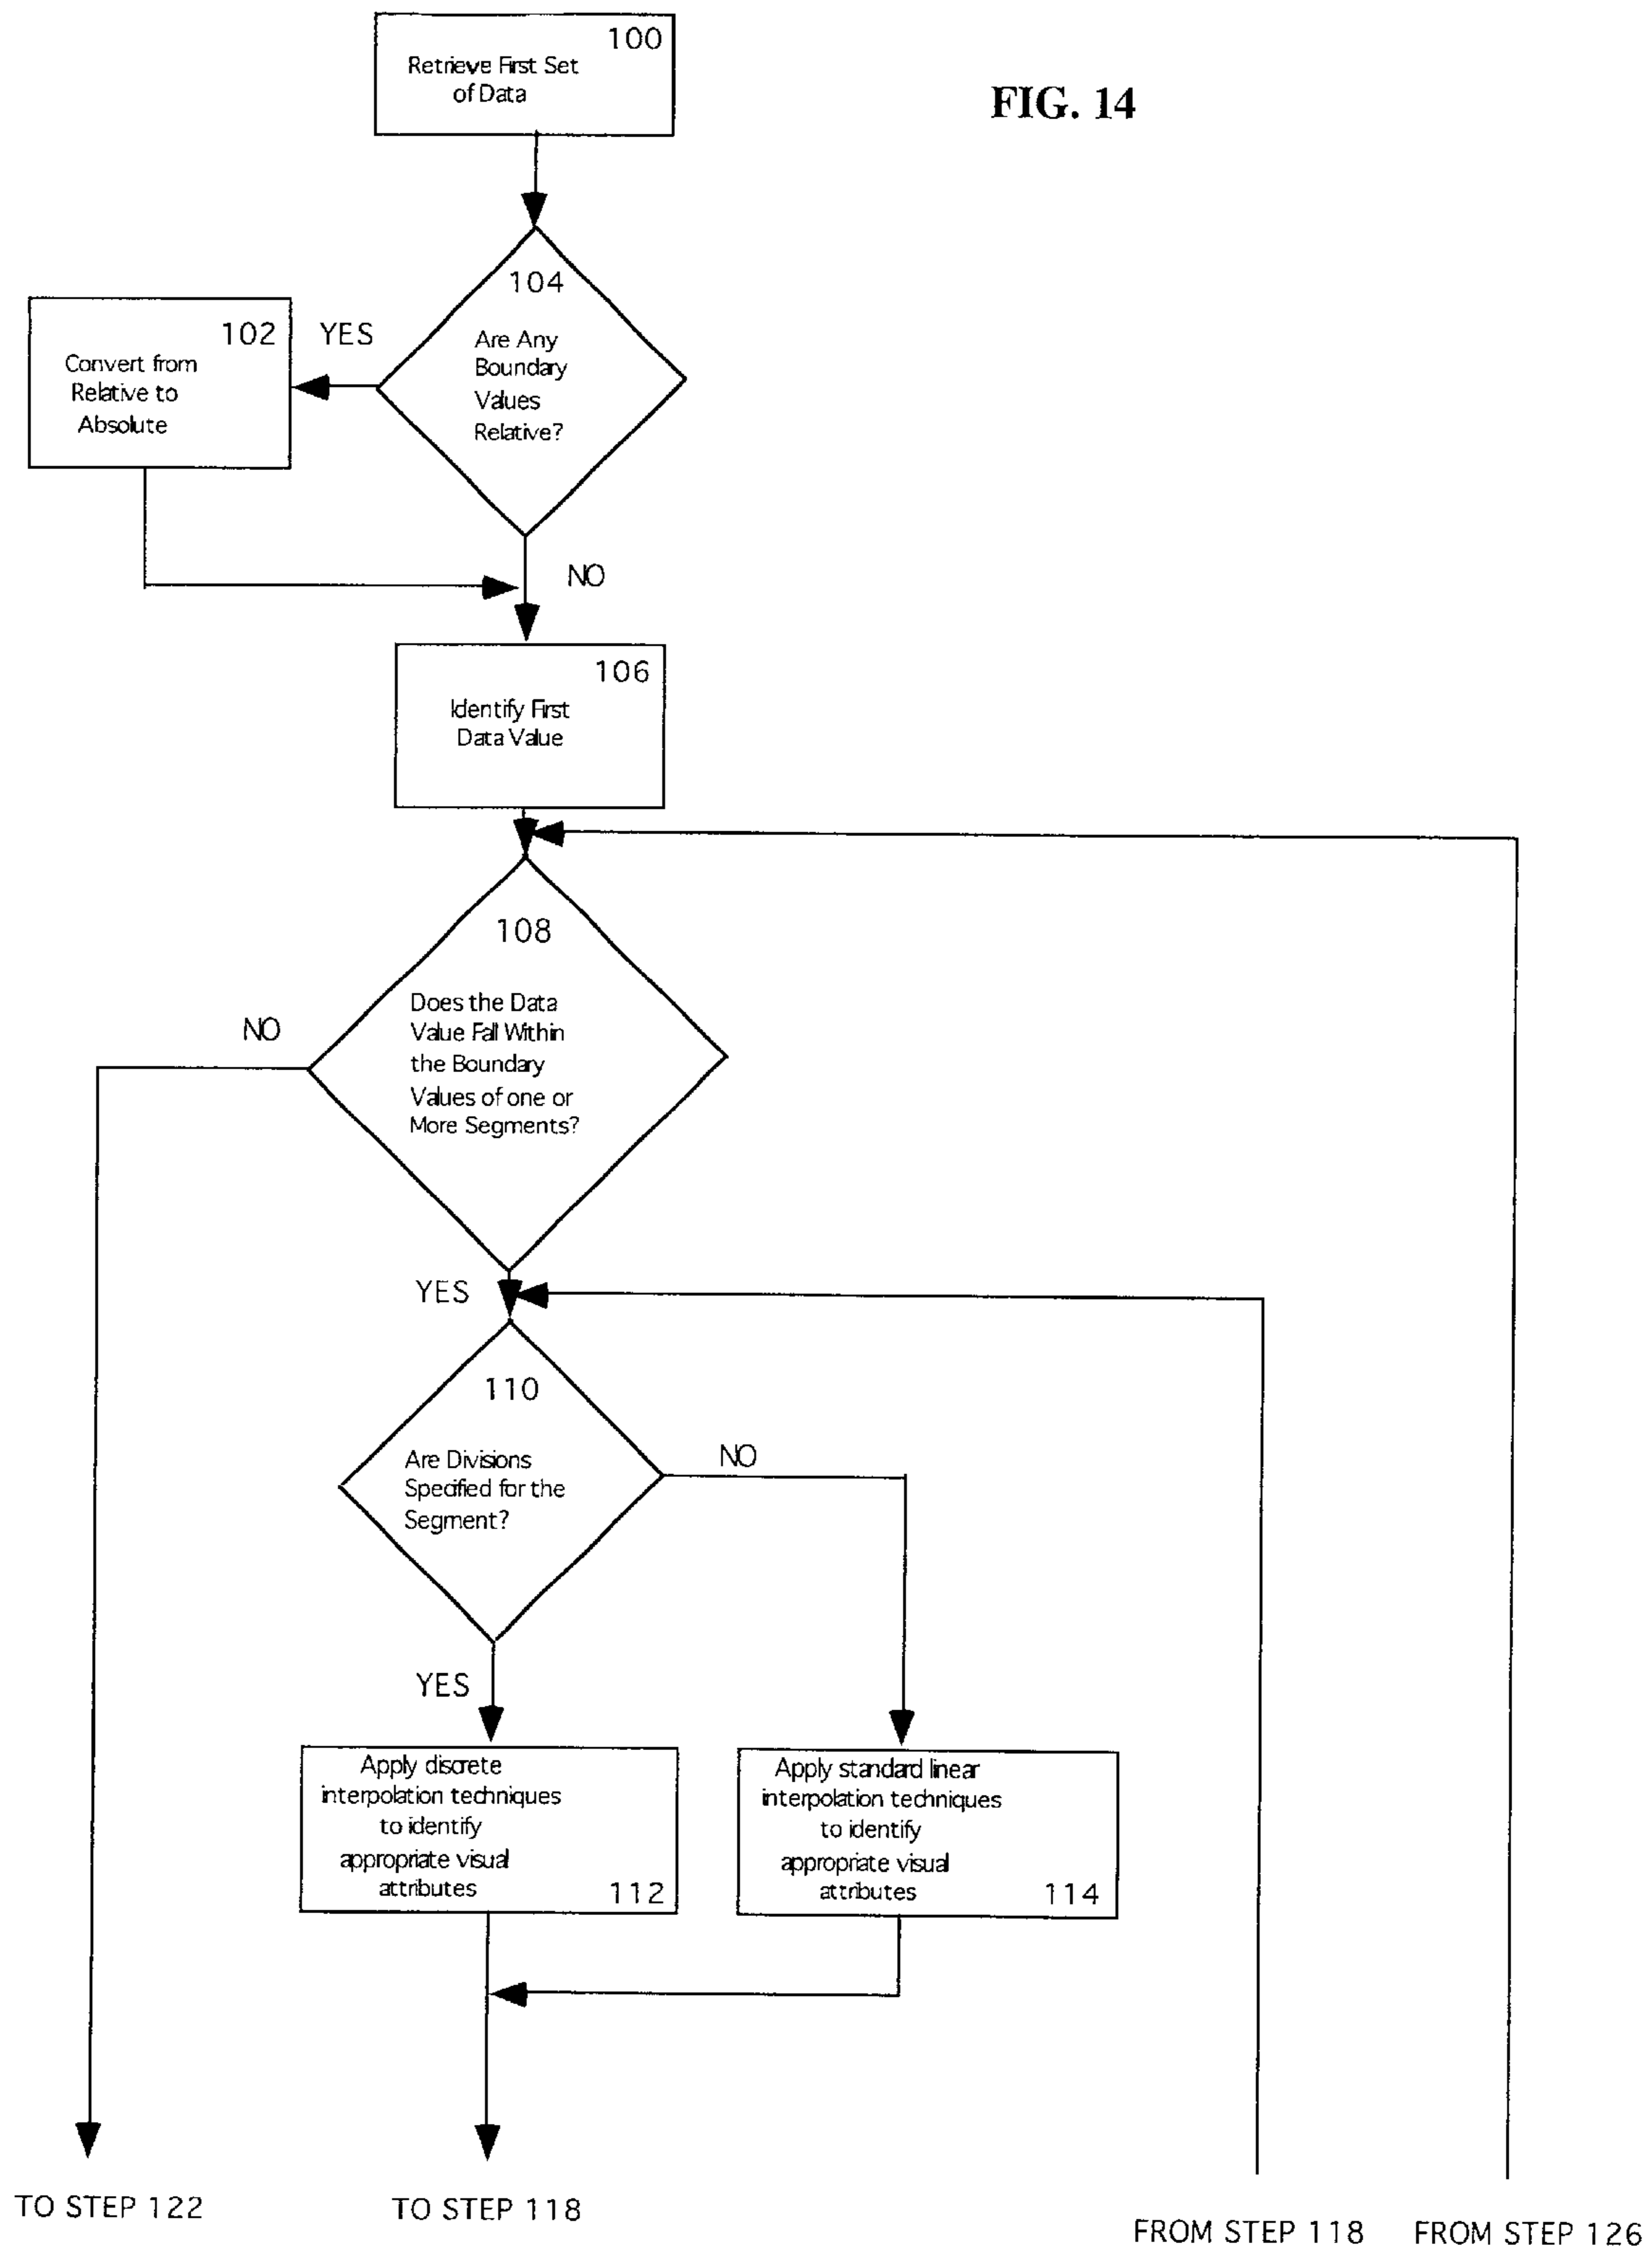 100
Retrieve First Set
of Data
FIG. 14
104
Are Any
Boundary
Values
Relative?
YES
102
Convert from
Relative to
Absolute
NO
106
Identify First
Data Value
108
Does the Data
Value Fall Within
the Boundary
Values of one or
More Segments?
NO
YES
110
Are Divisions
Specified for the
Segment?
NO
YES
Apply discrete
interpolation techniques
to identify
appropriate visual
attributes
112
Apply standard linear
interpolation techniques
to identify
appropriate visual
attributes
114
TO STEP 122
TO STEP 118
FROM STEP 118
FROM STEP 126